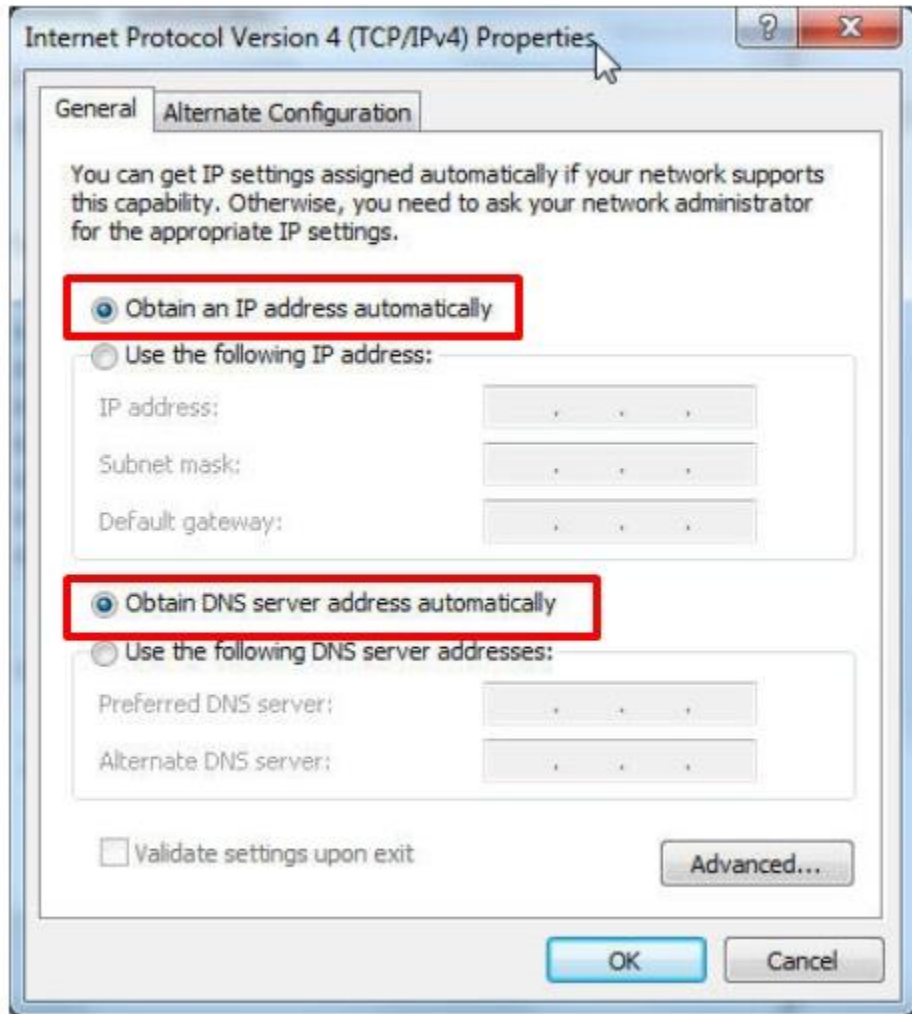 Internet Protocol Version 4 (TCP/IPv4) Properties
General
Alternate Configuration
You can get IP settings assigned automatically if your network supports
this capability. Otherwise, you need to ask your network administrator
for the appropriate IP settings.
Obtain an IP address automatically
Use the following IP address:
IP address:
Subnet mask:
Default gateway:
Obtain DNS server address automatically
Use the following DNS server addresses:
Preferred DNS server:
Alternate DNS server:
Validate settings upon exit
Advanced...
OK
Cancel